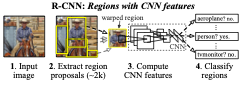 R-CNN: Regions with CNN features
warped region
aeroplane? no.
person? yes.
CNN
tvmonitor? no.
1. Input image
2. Extract region proposals (~2k)
3. Compute CNN features
4. Classify regions